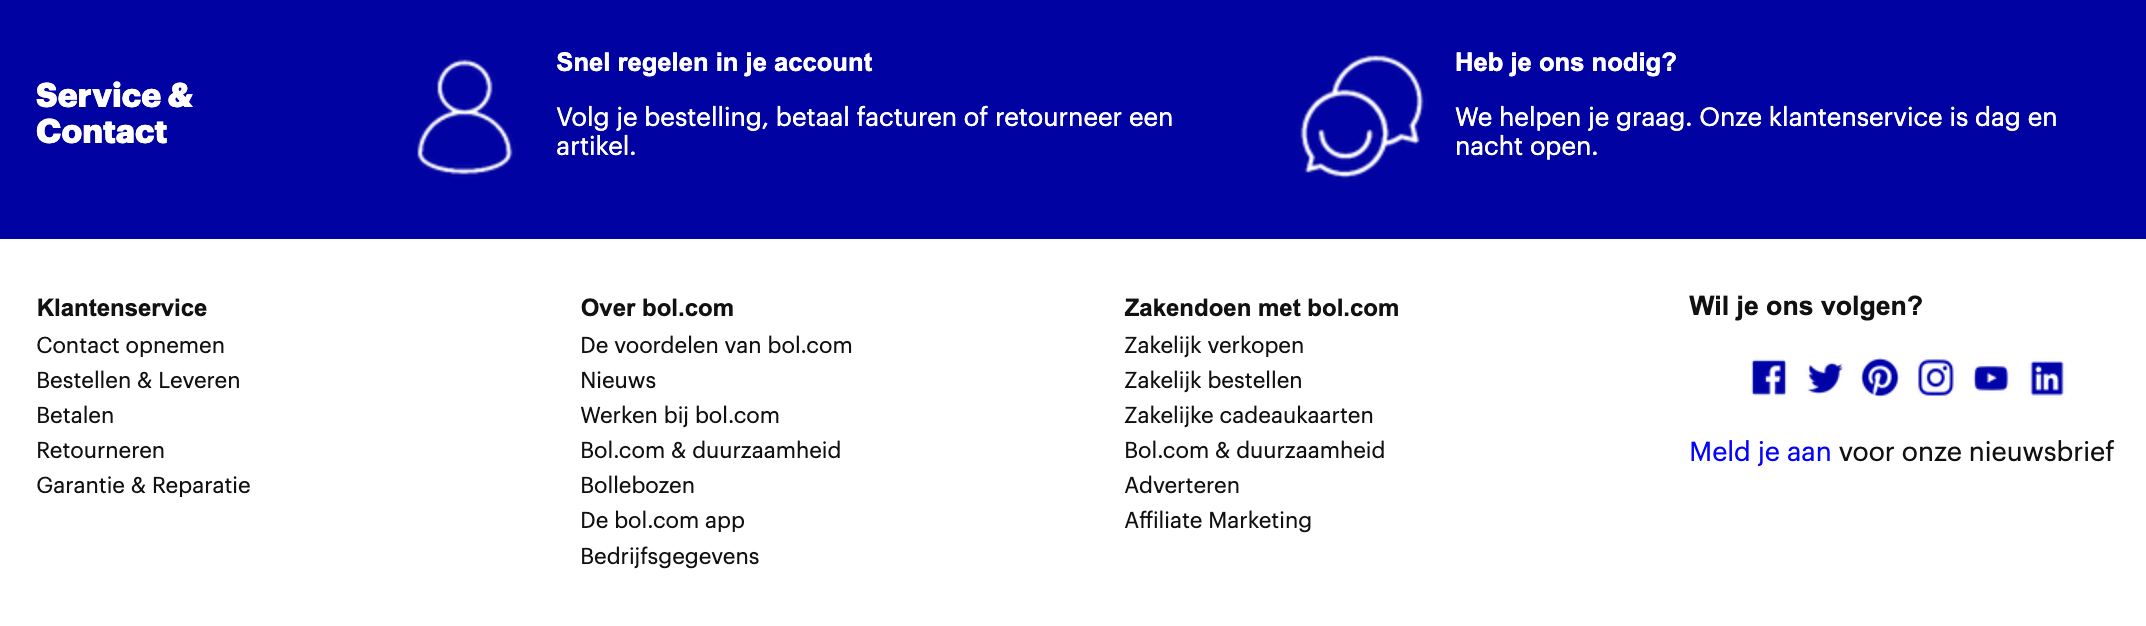 Service &
Contact
Snel regelen in je account
Volg je bestelling, betaal facturen of retourneer een
artikel.
Heb je ons nodig?
We helpen je graag. Onze klantenservice is dag en
nacht open.
Klantenservice
Contact opnemen
Bestellen & Leveren
Betalen
Retourneren
Garantie & Reparatie
Over bol.com
De voordelen van bol.com
Nieuws
Werken bij bol.com
Bol.com & duurzaamheid
Bollebozen
De bol.com app
Bedrijfsgegevens
Zakendoen met bol.com
Zakelijk verkopen
Zakelijk bestellen
Zakelijke cadeaukaarten
Bol.com & duurzaamheid
Adverteren
Affiliate Marketing
Wil je ons volgen?
Meld je aan voor onze nieuwsbrief